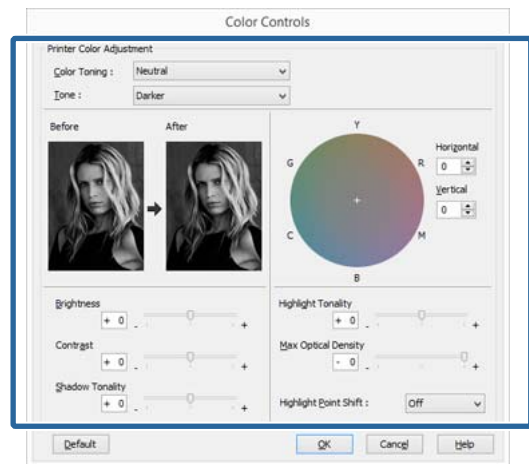 Color Controls
Printer Color Adjustment
Color Toning : Neutral
Tone : Darker
Before After
Y
G R
C M
B
Horizontal
0
Vertical
0
Brightness
+ 0 - +
Contrast
+ 0 - +
Shadow Tonality
+ 0 - +
Highlight Tonality
+ 0 - +
Max Optical Density
- 0 - +
Highlight Point Shift : Off
Default OK Cancel Help